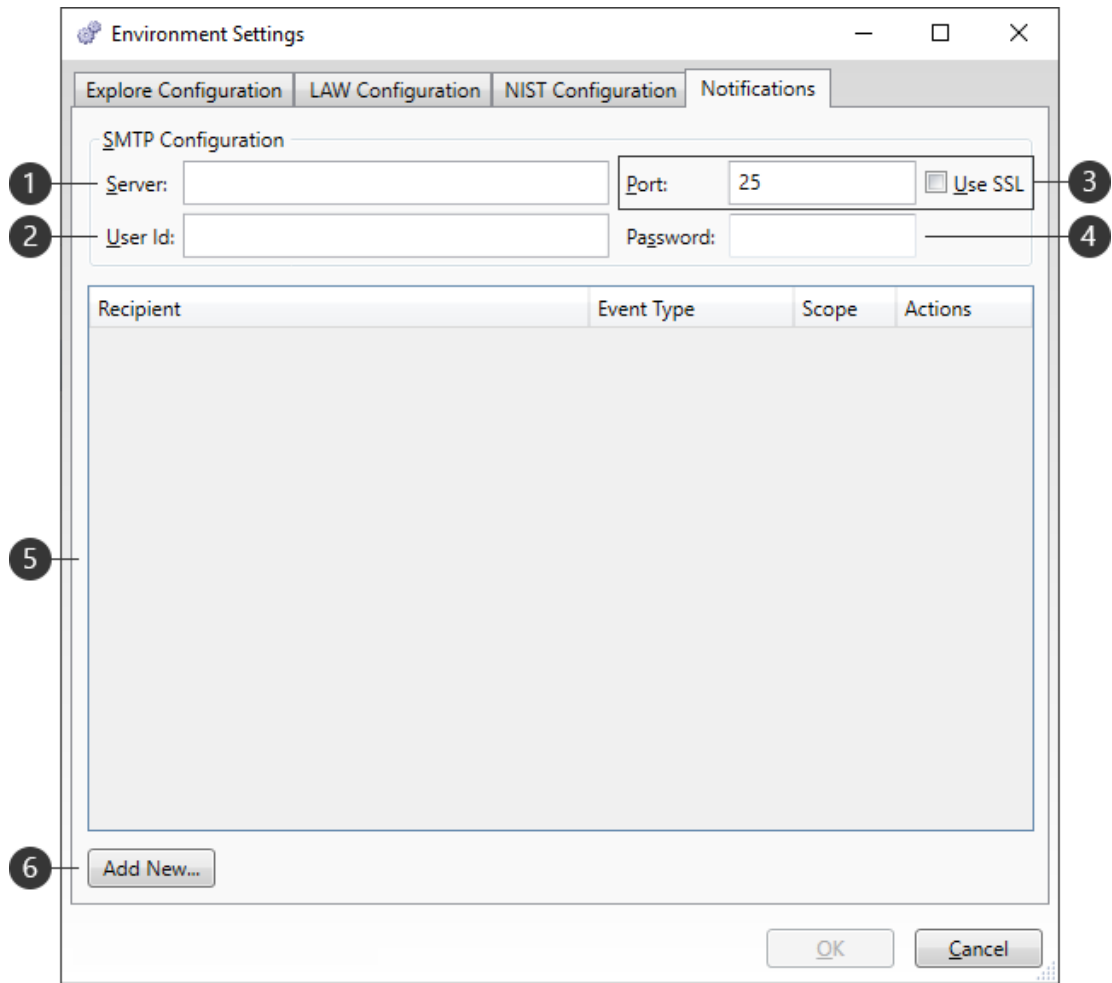 Environment Settings
Explore Configuration LAW Configuration NIST Configuration Notifications
SMTP Configuration
1 Server: Port: 25 Use SSL 3
2 User Id: Password: 4
Recipient Event Type Scope Actions
5
6 Add New...
OK Cancel